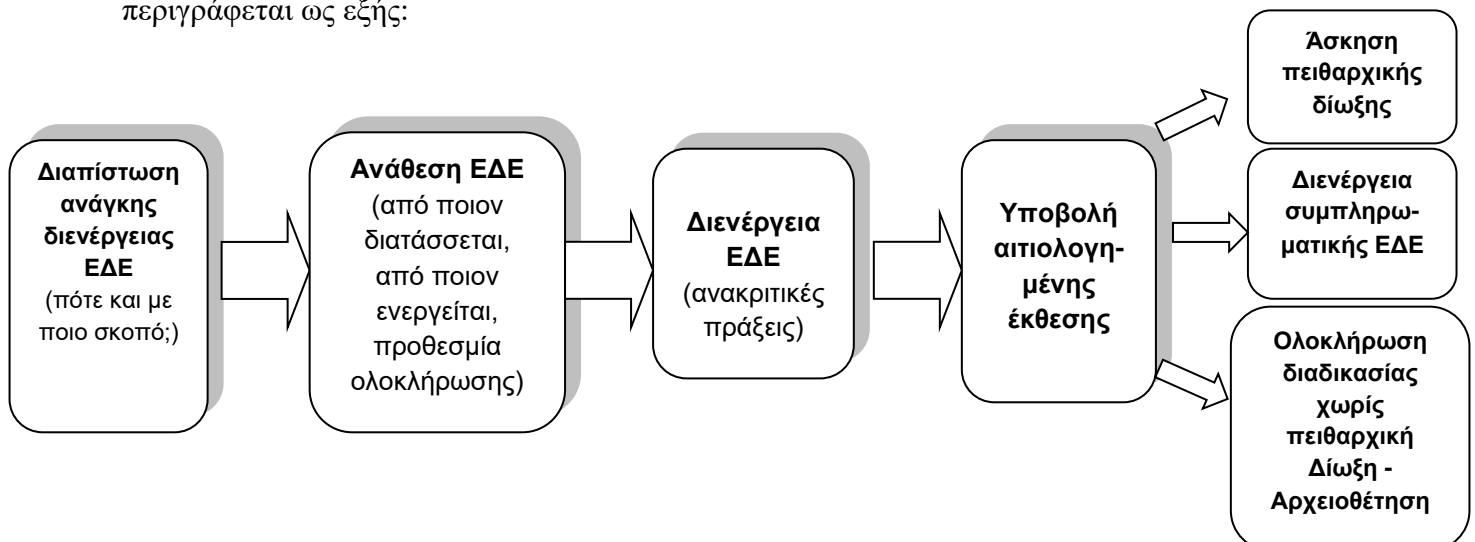 περιγράφεται ως εξής:
Διαπίστωση
ανάγκης
διενέργειας
ΕΔΕ
(πότε και με
ποιο σκοπό;)
Ανάθεση ΕΔΕ
(από ποιον
διατάσσεται,
από ποιον
ενεργείται,
προθεσμία
ολοκλήρωσης)
Διενέργεια
ΕΔΕ
(ανακριτικές
πράξεις)
Υποβολή
αιτιολογη-
μένης
έκθεσης
Άσκηση
πειθαρχικής
δίωξης
Διενέργεια
συμπληρω-
ματικής ΕΔΕ
Ολοκλήρωση
διαδικασίας
χωρίς
πειθαρχική
Δίωξη -
Αρχειοθέτηση